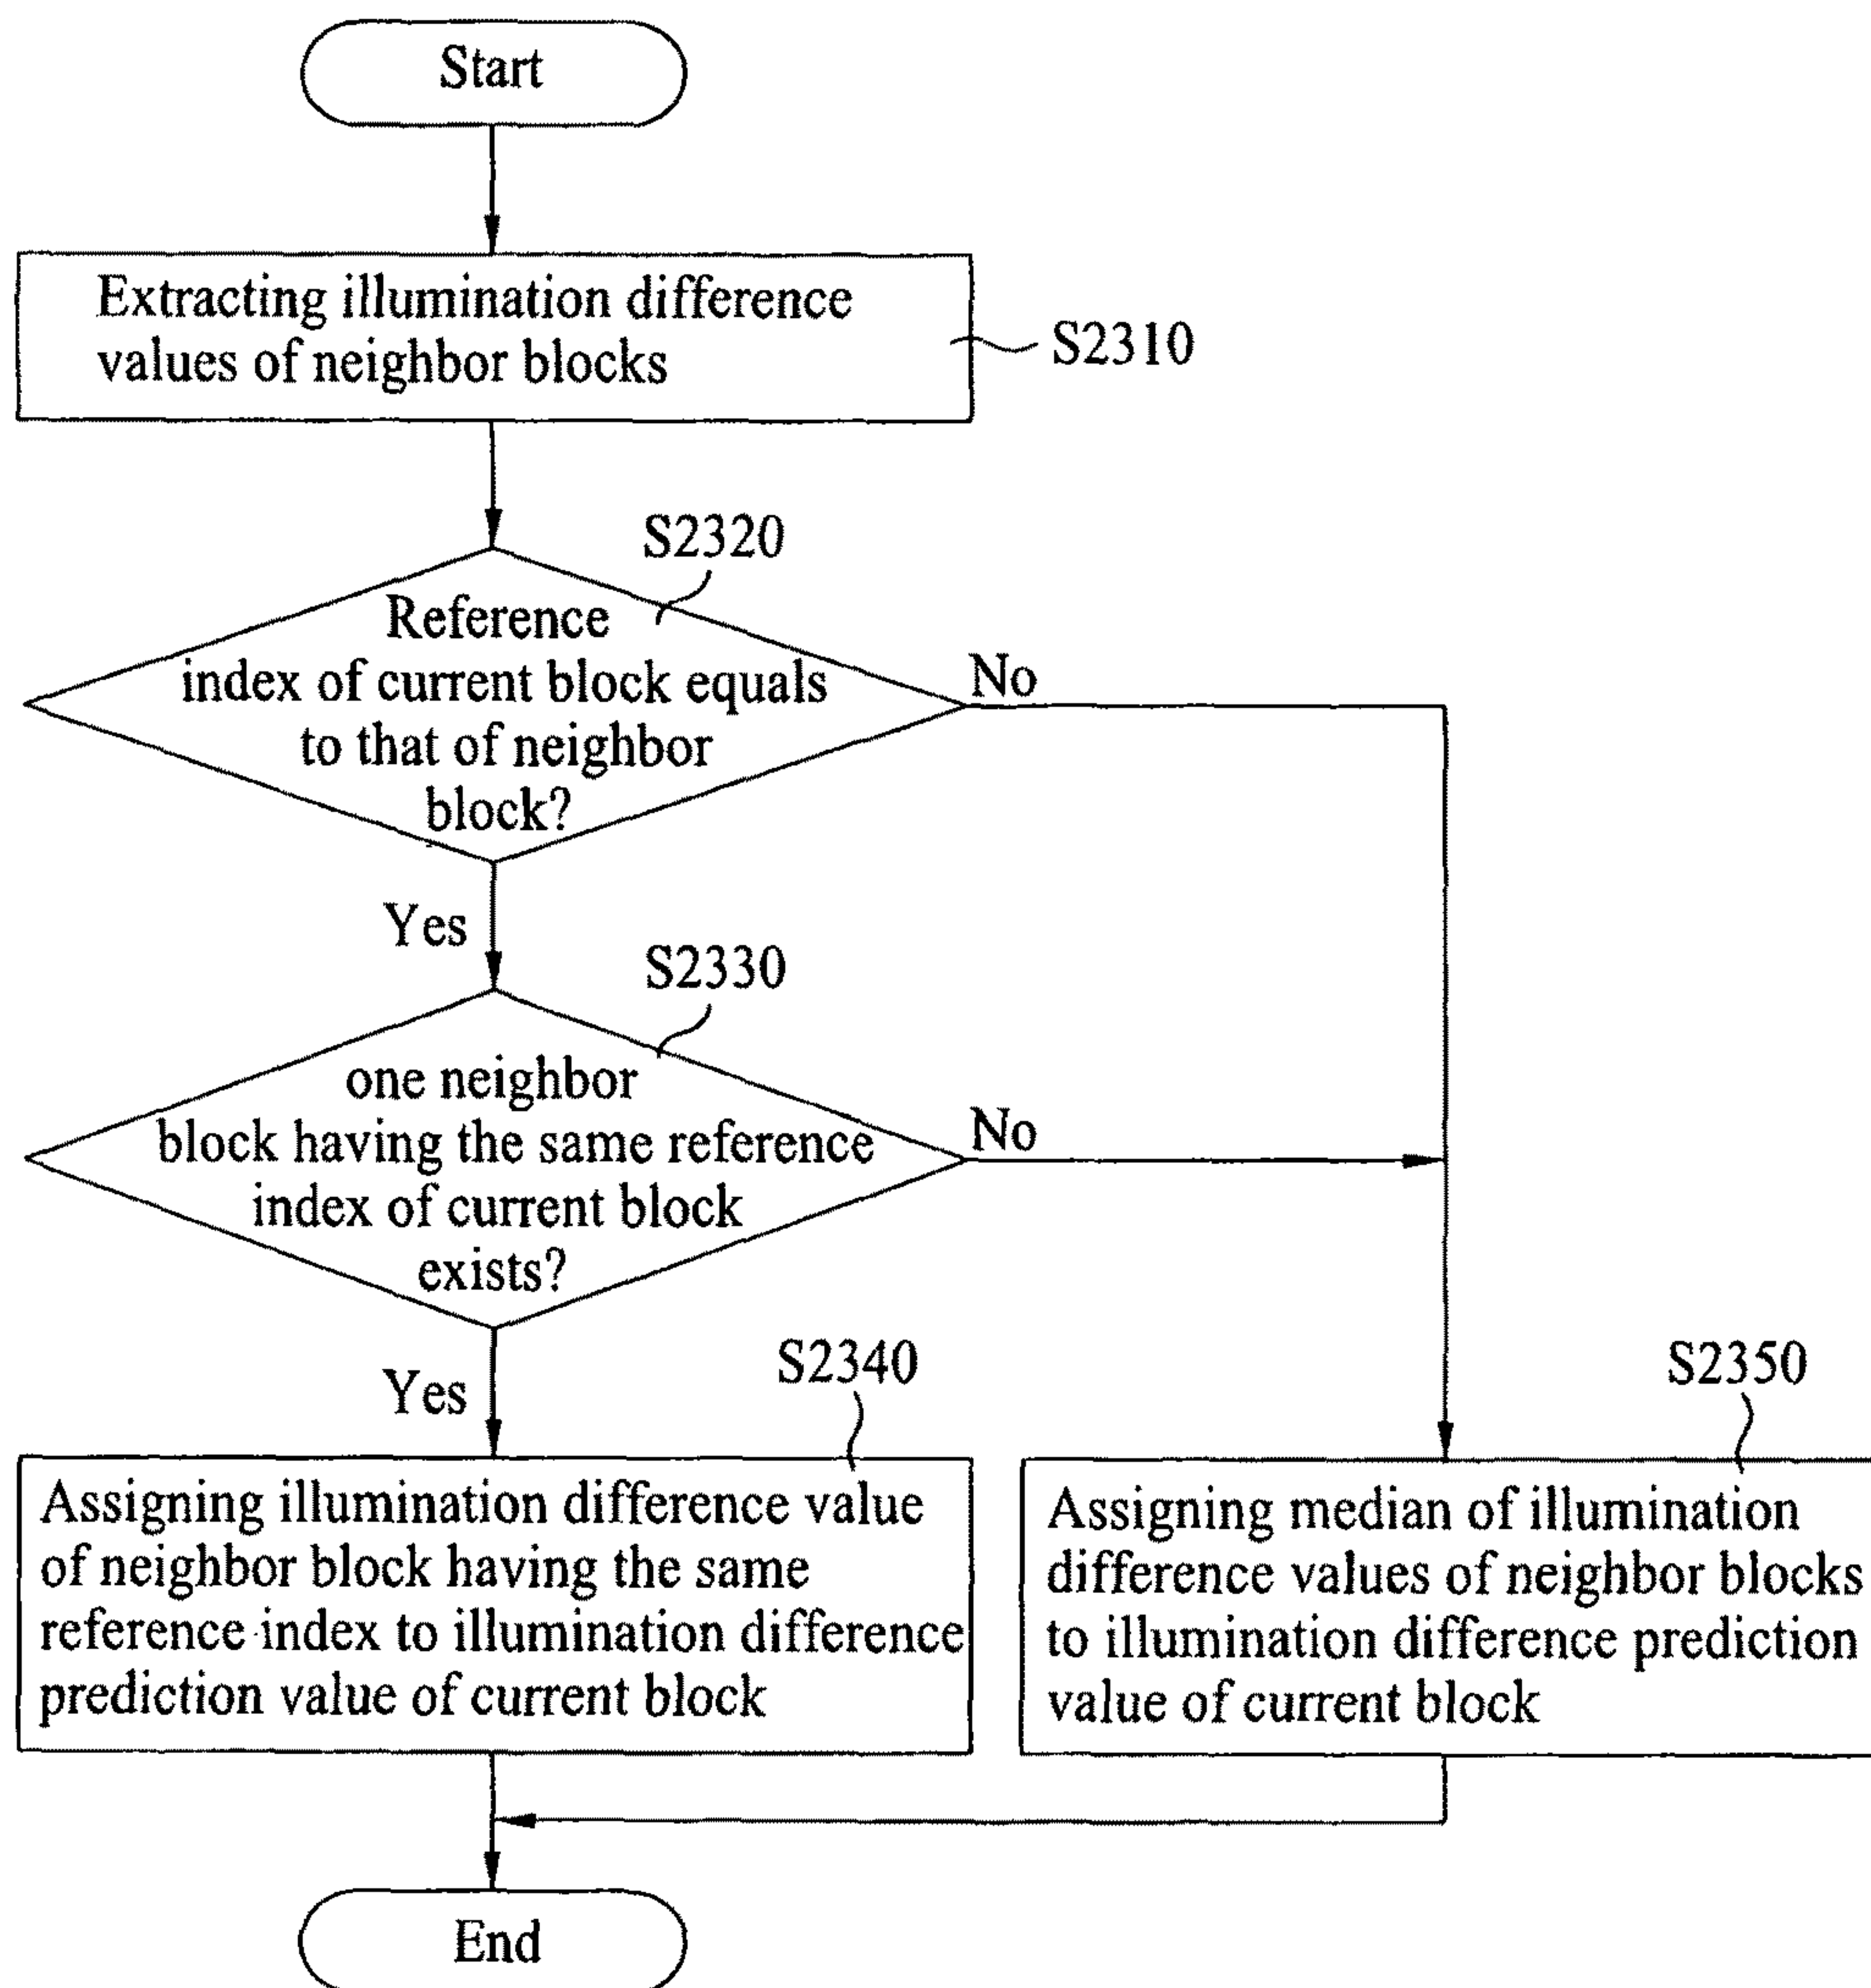 Start
Extracting illumination difference
values of neighbor blocks
S2310
S2320
Reference
index of current block equals
to that of neighbor
block?
No
Yes
S2330
one neighbor
block having the same reference
index of current block
exists?
No
Yes
S2340
Assigning illumination difference value
of neighbor block having the same
reference index to illumination difference
prediction value of current block
S2350
Assigning median of illumination
difference values of neighbor blocks
to illumination difference prediction
value of current block
End